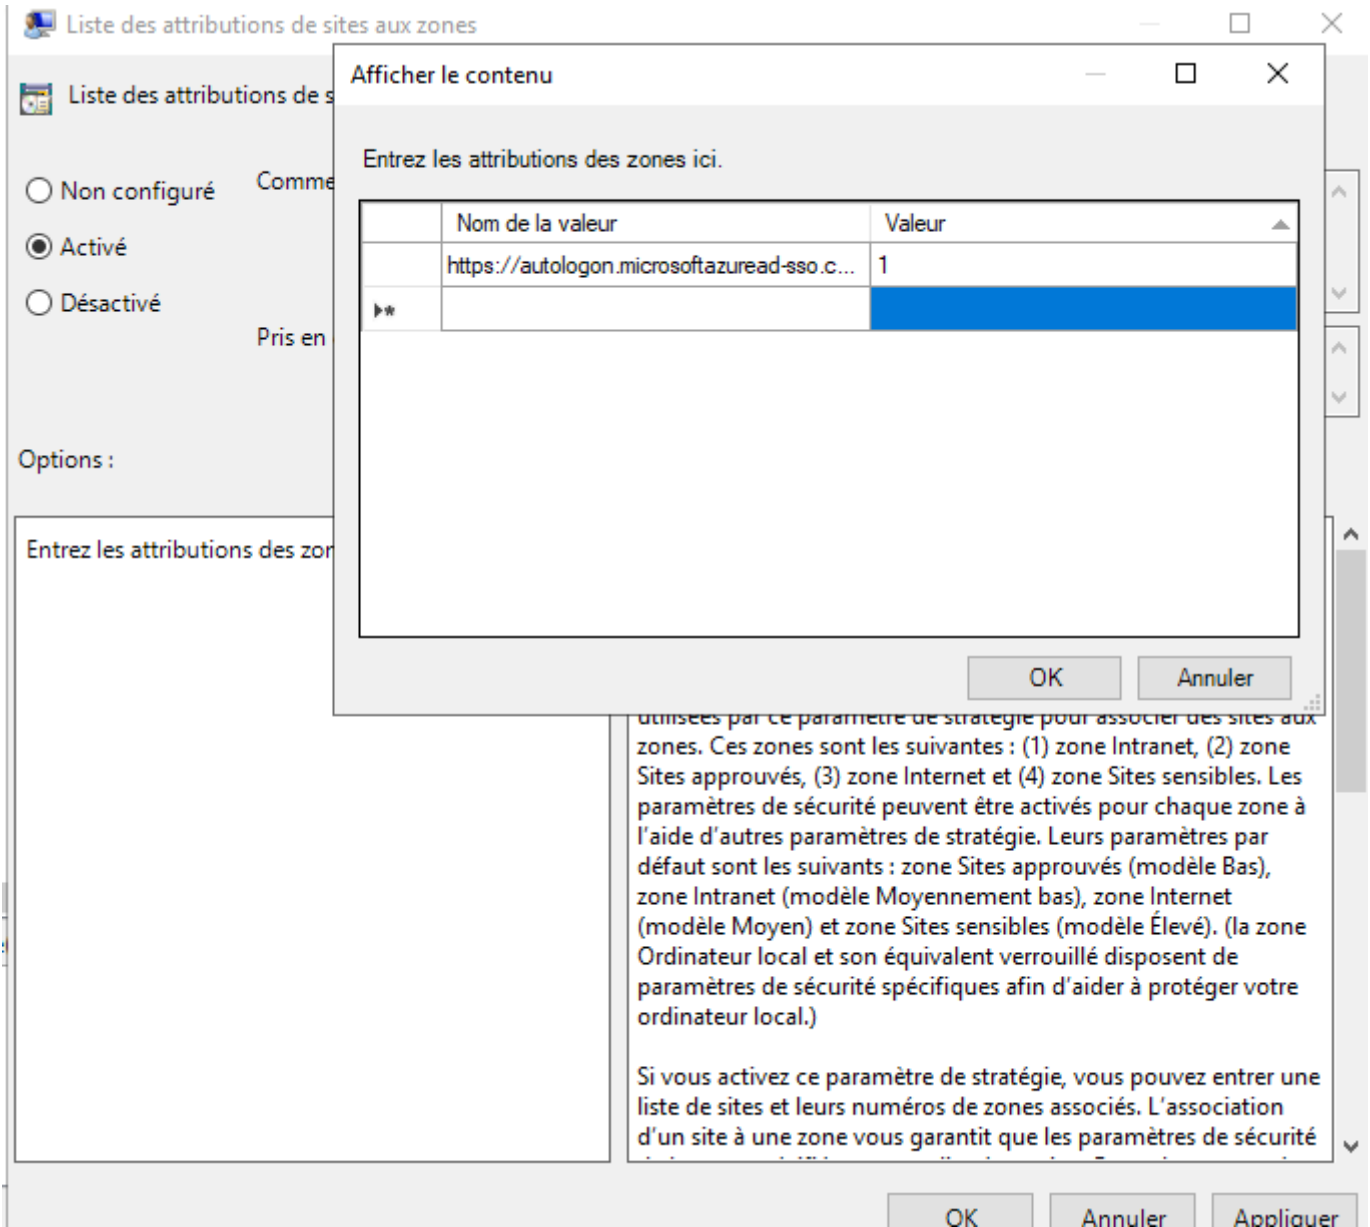 Liste des attributions de sites aux zones
Afficher le contenu
Liste des attributions de s
Entrez les attributions des zones ici.
Non configuré
Comme
Activé
Désactivé
Pris en
Nom de la valeur
Valeur
https://autologon.microsoftazuread-sso.c...
1
Options :
Entrez les attributions des zon
OK
Annuler
utilisées par ce paramètre de stratégie pour associer des sites aux
zones. Ces zones sont les suivantes : (1) zone Intranet, (2) zone
Sites approuvés, (3) zone Internet et (4) zone Sites sensibles. Les
paramètres de sécurité peuvent être activés pour chaque zone à
l'aide d'autres paramètres de stratégie. Leurs paramètres par
défaut sont les suivants : zone Sites approuvés (modèle Bas),
zone Intranet (modèle Moyennement bas), zone Internet
(modèle Moyen) et zone Sites sensibles (modèle Élevé). (la zone
Ordinateur local et son équivalent verrouillé disposent de
paramètres de sécurité spécifiques afin d'aider à protéger votre
ordinateur local.)
Si vous activez ce paramètre de stratégie, vous pouvez entrer une
liste de sites et leurs numéros de zones associés. L'association
d'un site à une zone vous garantit que les paramètres de sécurité
OK
Annuler
Appliquer